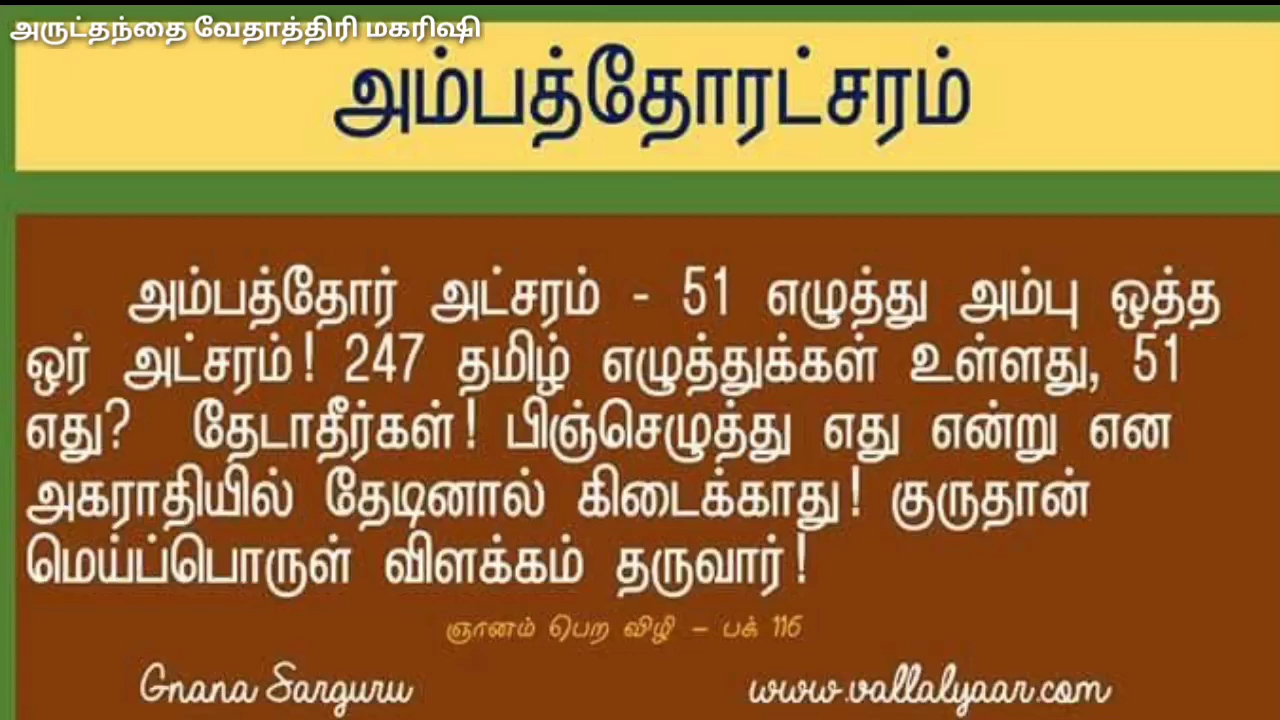 அருட்தந்தை வேதாத்திரி மகரிஷி
அம்பத்தோரட்சரம்
அம்பத்தோர் அட்சரம் - 51 எழுத்து அம்பு ஒத்த
ஒர் அட்சரம்! 247 தமிழ் எழுத்துக்கள் உள்ளது, 51
எது? தேடாதீர்கள்! பிஞ்செழுத்து எது என்று என
அகராதியில் தேடினால் கிடைக்காது! குருதான்
மெய்ப்பொருள் விளக்கம் தருவார்!
ஞானம் பெற விழி – பக் 116
Gnana Sarguru
www.vallalyaar.com